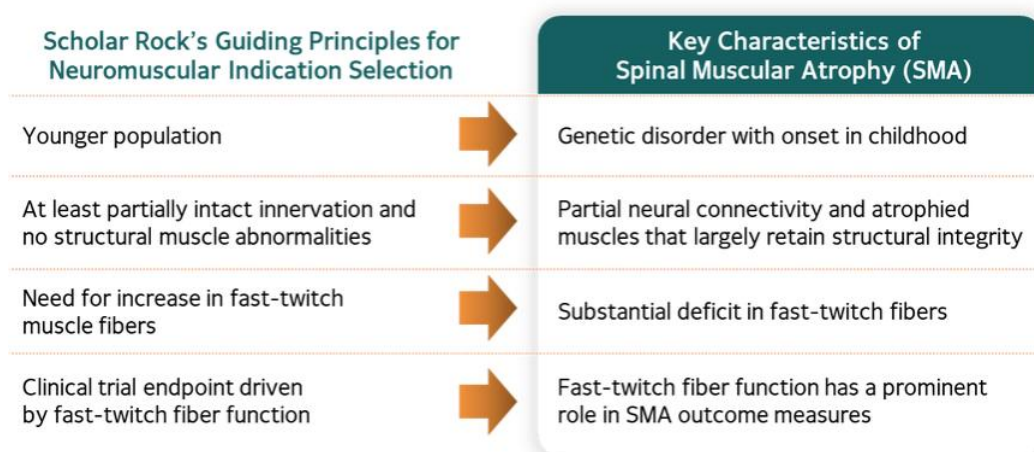 Scholar Rock's Guiding Principles for
Neuromuscular Indication Selection
Key Characteristics of
Spinal Muscular Atrophy (SMA)
Younger population
Genetic disorder with onset in childhood
At least partially intact innervation and
no structural muscle abnormalities
Partial neural connectivity and atrophied
muscles that largely retain structural integrity
Need for increase in fast-twitch
muscle fibers
Substantial deficit in fast-twitch fibers
Clinical trial endpoint driven
by fast-twitch fiber function
Fast-twitch fiber function has a prominent
role in SMA outcome measures